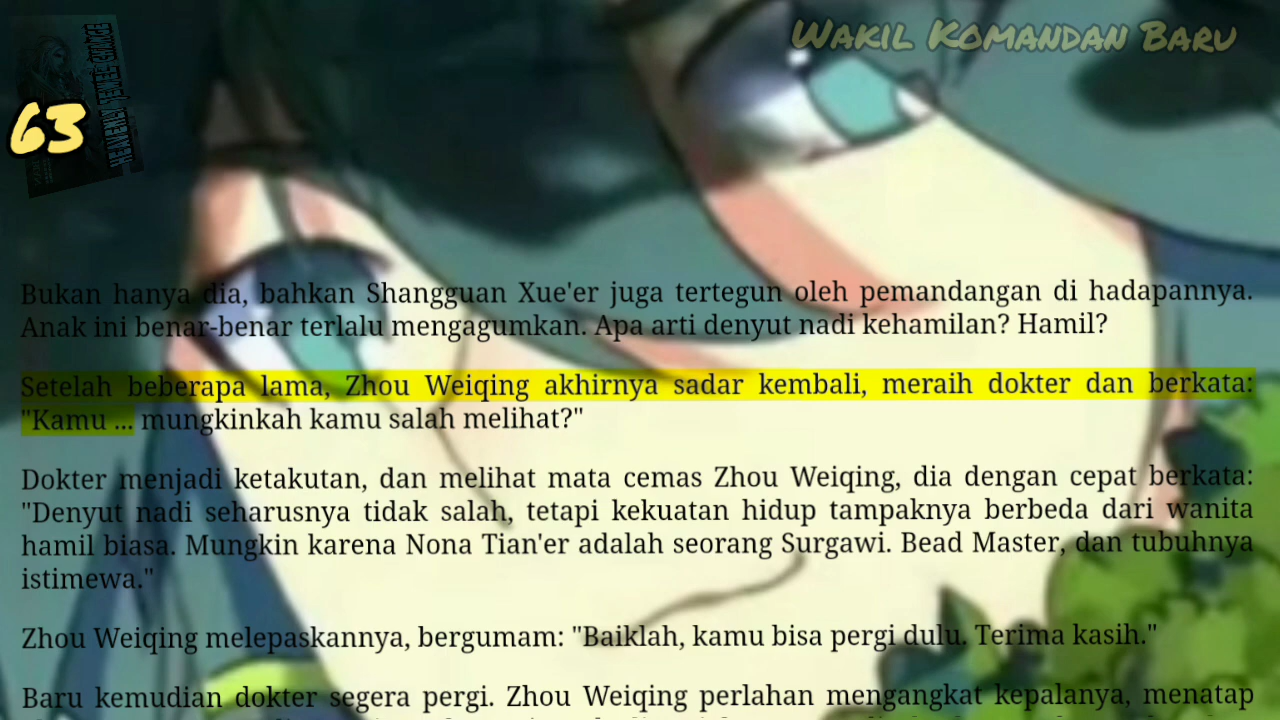 Wakil Komandan Baru
63
HEAVENLY JEWEL CHANGE
Bukan hanya dia, bahkan Shangguan Xue'er juga tertegun oleh pemandangan di hadapannya.
Anak ini benar-benar terlalu mengagumkan. Apa arti denyut nadi kehamilan? Hamil?
Setelah beberapa lama, Zhou Weiqing akhirnya sadar kembali, meraih dokter dan berkata:
"Kamu ... mungkinkah kamu salah melihat?"
Dokter menjadi ketakutan, dan melihat mata cemas Zhou Weiqing, dia dengan cepat berkata:
"Denyut nadi seharusnya tidak salah, tetapi kekuatan hidup tampaknya berbeda dari wanita
hamil biasa. Mungkin karena Nona Tian'er adalah seorang Surgawi. Bead Master, dan tubuhnya
istimewa."
Zhou Weiqing melepaskannya, bergumam: "Baiklah, kamu bisa pergi dulu. Terima kasih."
Baru kemudian dokter segera pergi. Zhou Weiqing perlahan mengangkat kepalanya, menatap